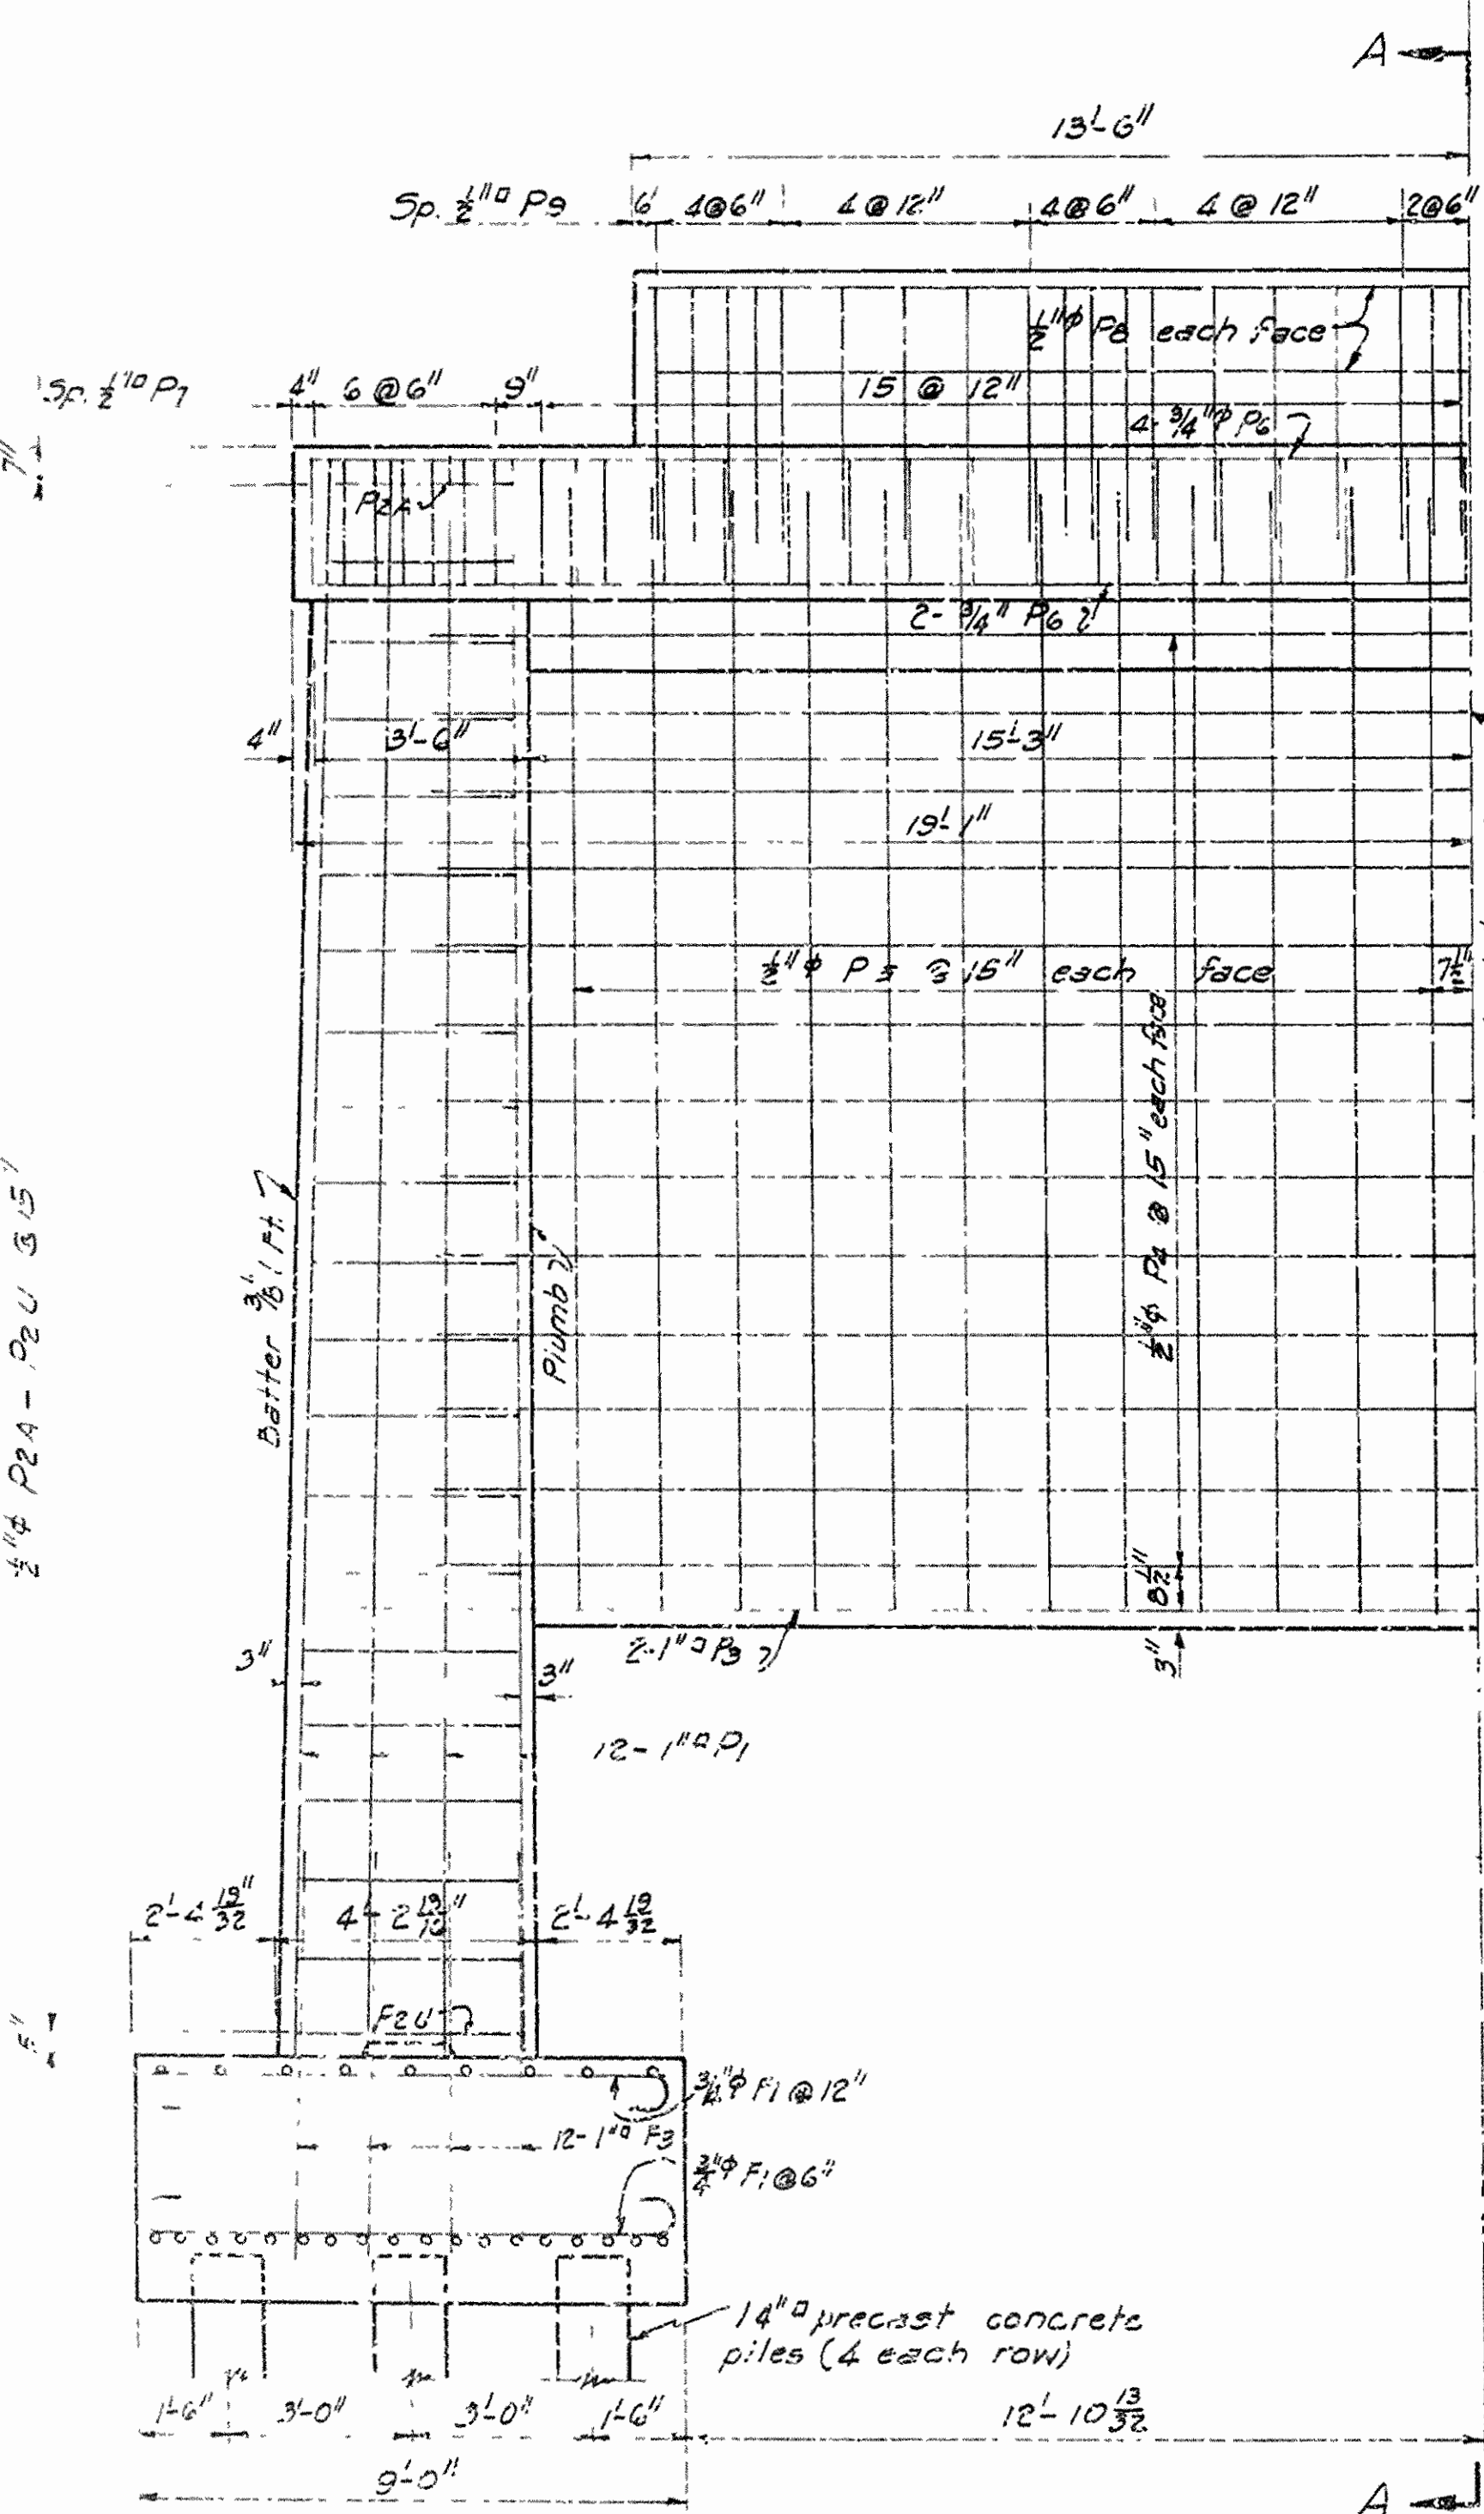 A
13'-6"
Sp. ½"□ P9
6' 4@6" 4@12" 4@6" 4@12" 2@6"
½"φ P8 each face
Sp. ½"□ P7
4" 6@6" 9" 15 @ 12"
4-¾"φ P6
7"
P2A
2-¾" P6
4" 3'-6" 15'-3"
19'-1"
½"φ P5 @ 15" each face 7½"
½"φ P4 @ 15" each face
½"φ P2A - P2U @ 15"
Batter ⅜" : 1 Ft.
Plumb
8½"
2-1"□ P3
3"
3"
3"
12-1"□ P1
2'-4 19/32" 4'-2 13/16" 2'-4 19/32
F2U
5"
¾"φ F1 @ 12"
12-1"□ F3
¾"φ F1 @ 6"
14"□ precast concrete
piles (4 each row)
1'-6" 3'-0" 3'-0" 1'-6" 12'-10 13/32
9'-0"
A